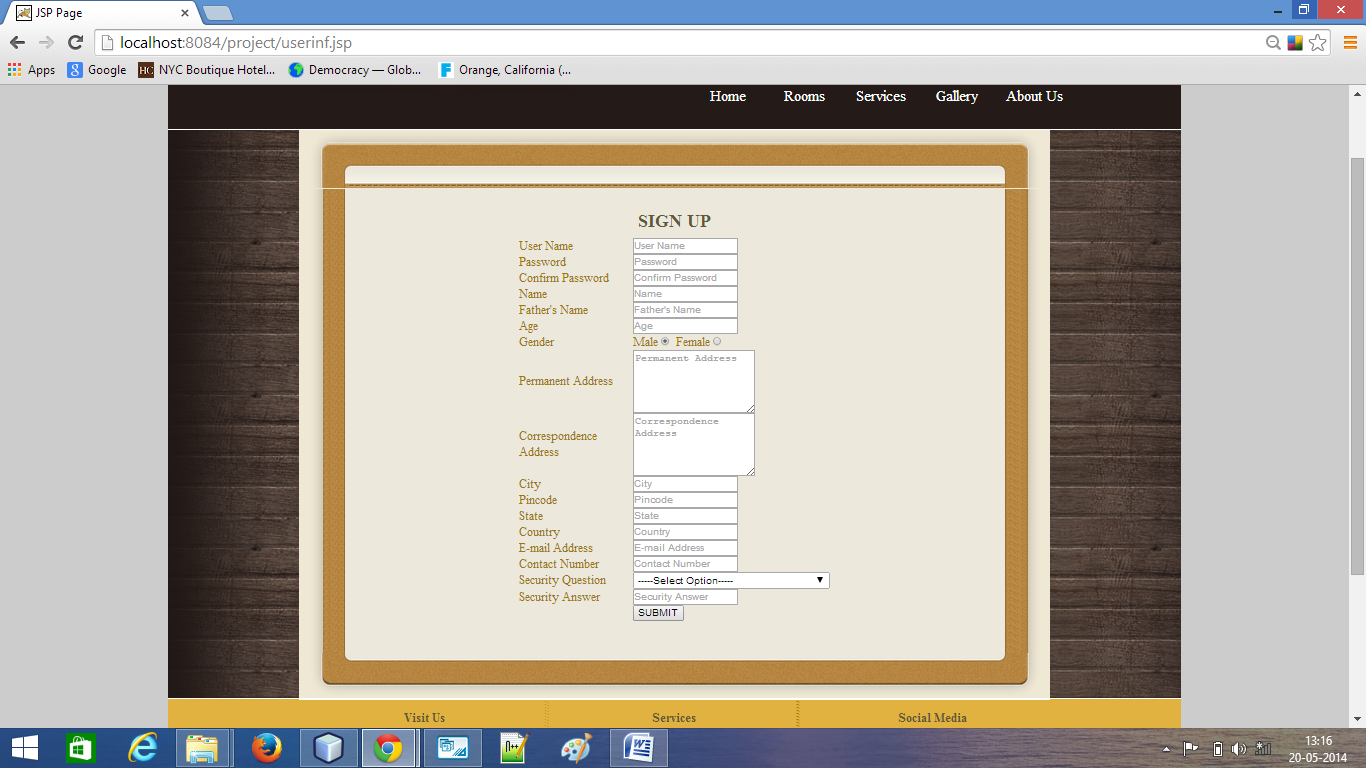 JSP Page
localhost:8084/project/userinf.jsp
Apps Google NYC Boutique Hotel... Democracy — Glob... Orange, California (...
Home Rooms Services Gallery About Us
SIGN UP
User Name User Name
Password Password
Confirm Password Confirm Password
Name Name
Father's Name Father's Name
Age Age
Gender Male Female
Permanent Address Permanent Address
Correspondence
Address
Correspondence
Address
City City
Pincode Pincode
State State
Country Country
E-mail Address E-mail Address
Contact Number Contact Number
Security Question -----Select Option-----
Security Answer Security Answer
SUBMIT
Visit Us Services Social Media
13:16
20-05-2014